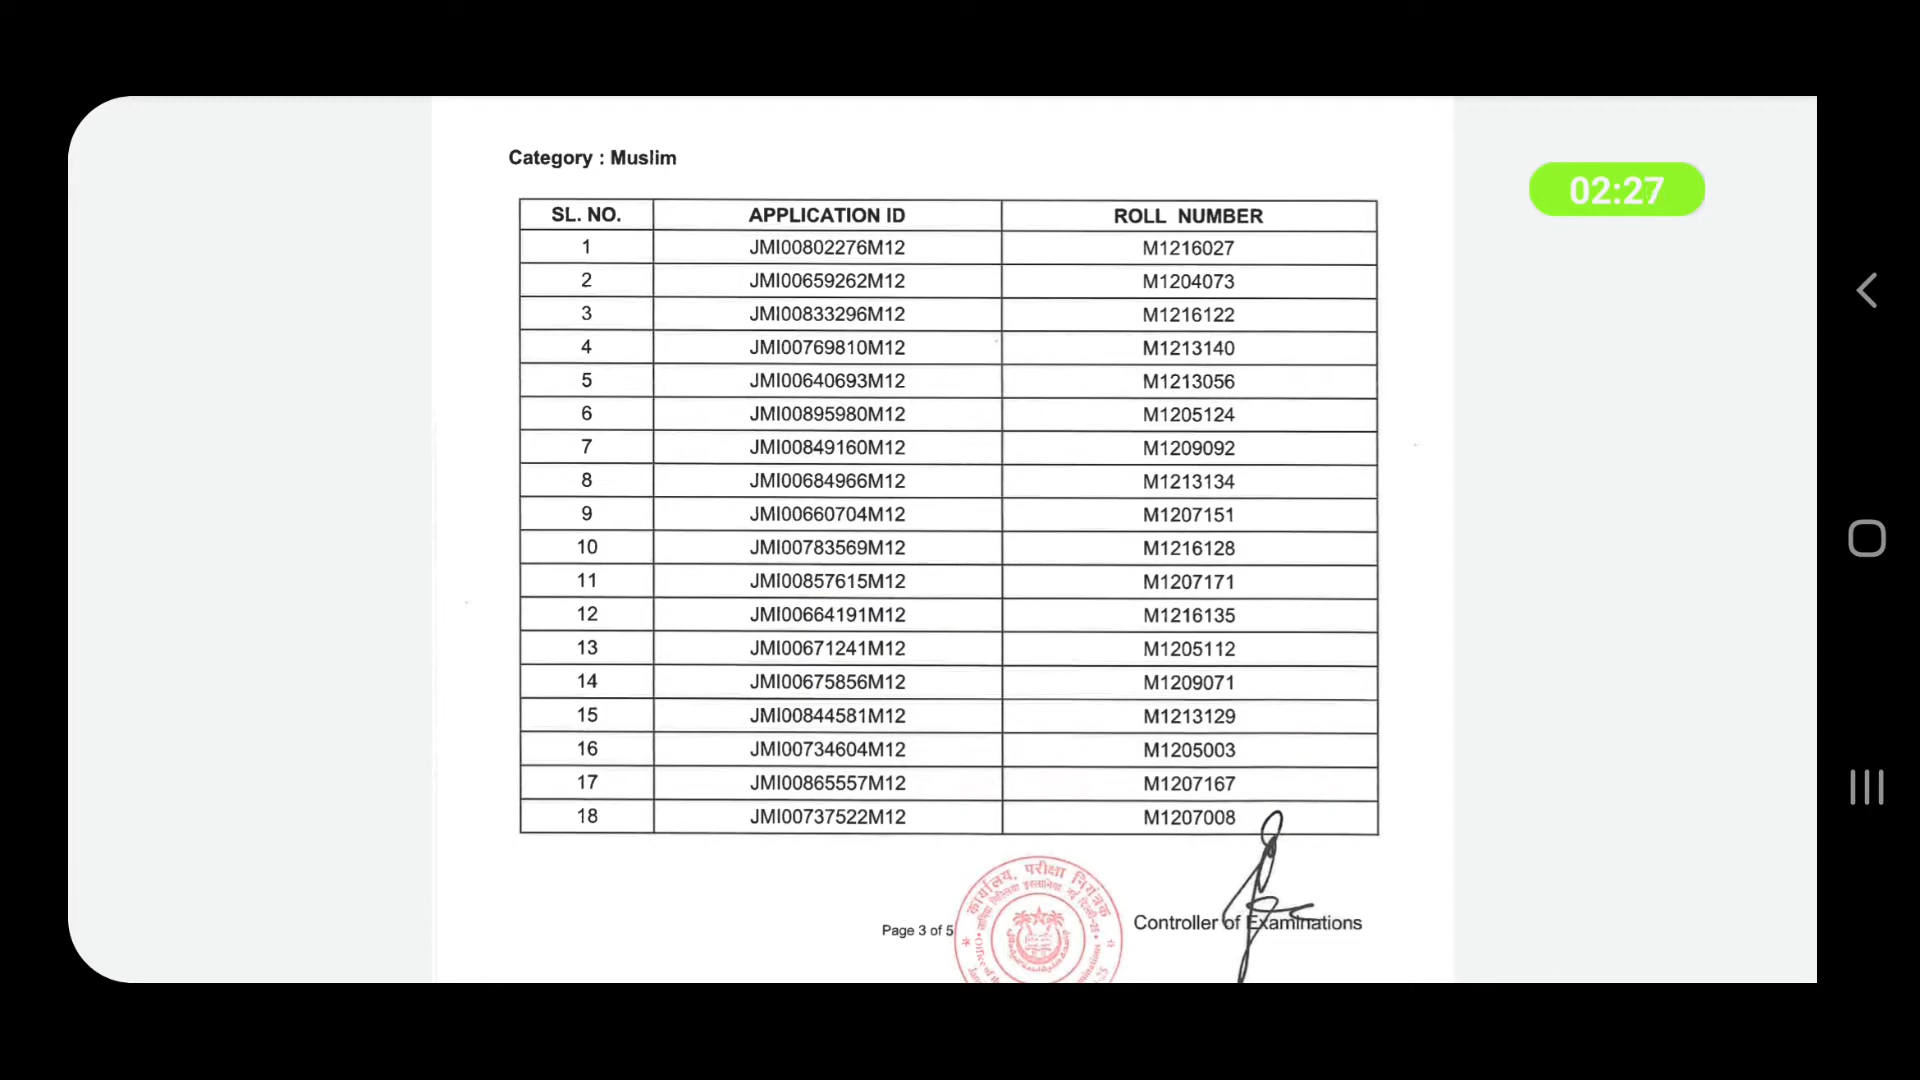 02:27
Category : Muslim
SL. NO. APPLICATION ID ROLL NUMBER
1 JMI00802276M12 M1216027
2 JMI00659262M12 M1204073
3 JMI00833296M12 M1216122
4 JMI00769810M12 M1213140
5 JMI00640693M12 M1213056
6 JMI00895980M12 M1205124
7 JMI00849160M12 M1209092
8 JMI00684966M12 M1213134
9 JMI00660704M12 M1207151
10 JMI00783569M12 M1216128
11 JMI00857615M12 M1207171
12 JMI00664191M12 M1216135
13 JMI00671241M12 M1205112
14 JMI00675856M12 M1209071
15 JMI00844581M12 M1213129
16 JMI00734604M12 M1205003
17 JMI00865557M12 M1207167
18 JMI00737522M12 M1207008
Page 3 of 5
कार्यालय, परीक्षा नियंत्रक
Controller of Examinations